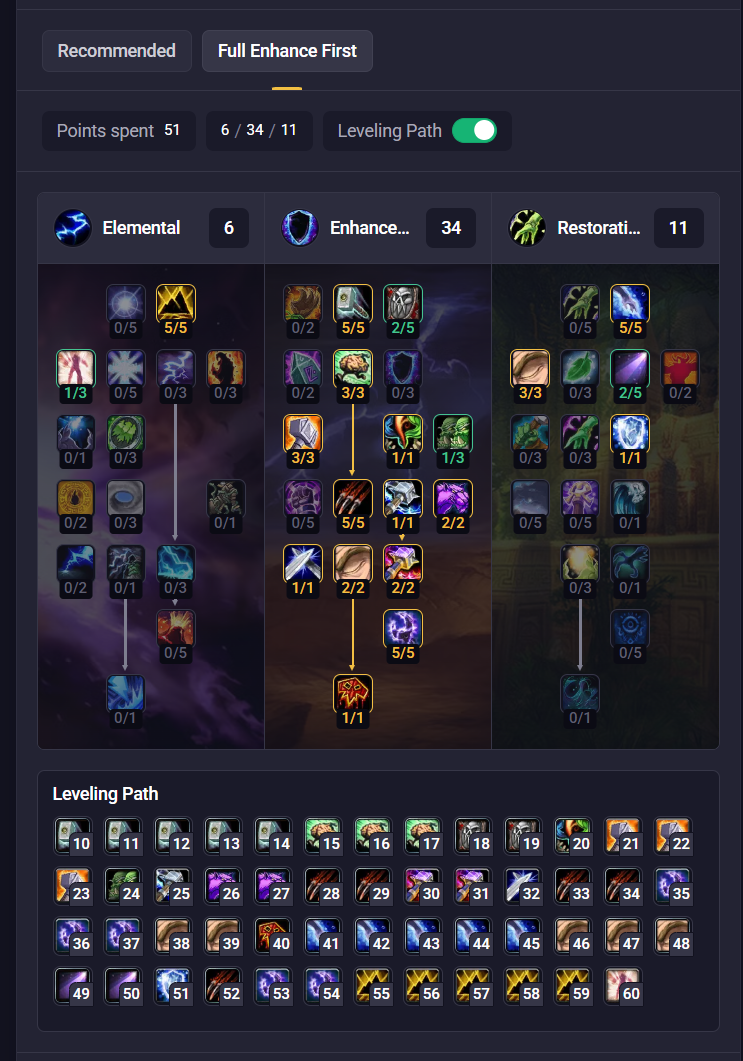 Recommended Full Enhance First
Points spent 51 6 / 34 / 11 Leveling Path
Elemental 6 Enhance... 34 Restorati... 11
0/5 5/5 0/2 5/5 2/5 0/5 5/5
1/3 0/5 0/3 0/3 0/2 3/3 0/3 3/3 0/3 2/5 0/2
0/1 0/3 3/3 1/1 1/3 0/3 0/3 1/1
0/2 0/3 0/1 0/5 5/5 1/1 2/2 0/5 0/5 0/1
0/2 0/1 0/3 1/1 2/2 2/2 0/3 0/1
0/5 5/5 0/5
0/1 1/1 0/1
Leveling Path
10 11 12 13 14 15 16 17 18 19 20 21 22
23 24 25 26 27 28 29 30 31 32 33 34 35
36 37 38 39 40 41 42 43 44 45 46 47 48
49 50 51 52 53 54 55 56 57 58 59 60